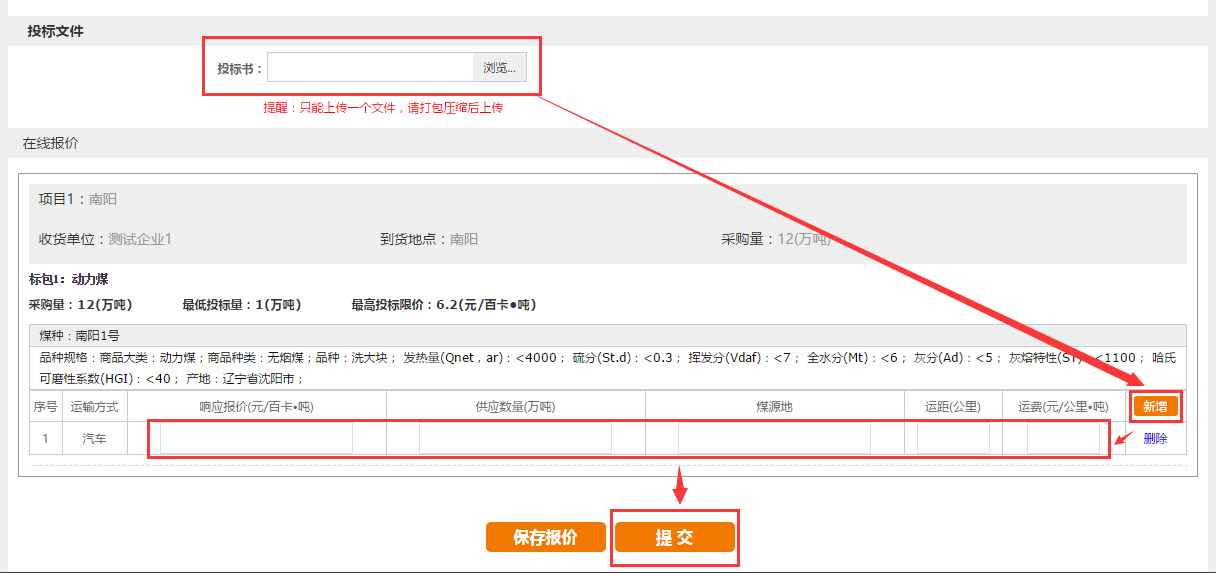 投标文件
投标书： 浏览...
提醒：只能上传一个文件，请打包压缩后上传
在线报价
项目1：南阳
收货单位：测试企业1 到货地点：南阳 采购量：12(万吨)
标包1：动力煤
采购量：12(万吨) 最低投标量：1(万吨) 最高投标限价：6.2(元/百卡•吨)
煤种：南阳1号
品种规格：商品大类：动力煤；商品种类：无烟煤；品种：洗大块； 发热量(Qnet，ar)：<4000； 硫分(St.d)：<0.3； 挥发分(Vdaf)：<7； 全水分(Mt)：<6； 灰分(Ad)：<5； 灰熔特性(ST)：<1100； 哈氏
可磨性系数(HGI)：<40； 产地：辽宁省沈阳市；
序号 运输方式 响应报价(元/百卡•吨) 供应数量(万吨) 煤源地 运距(公里) 运费(元/公里•吨) 新增
1 汽车 删除
保存报价 提 交